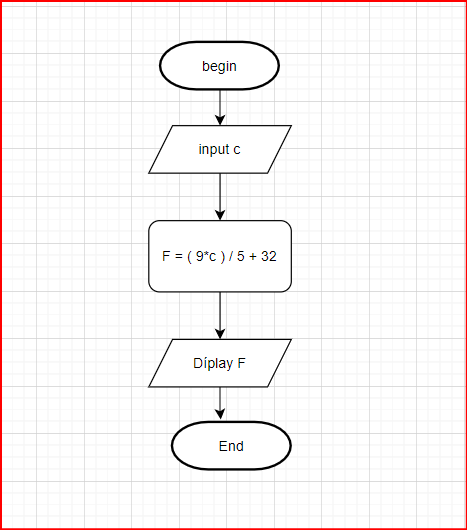 begin
input c
F = ( 9*c ) / 5 + 32
Díplay F
End